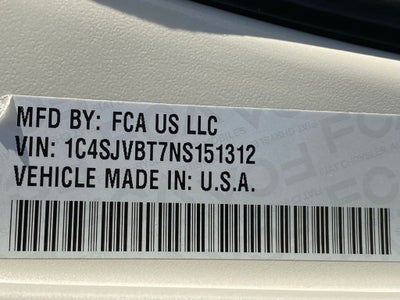 MFD BY: FCA US LLC
VIN: 1C4SJVBT7NS151312
VEHICLE MADE IN: U.S.A.